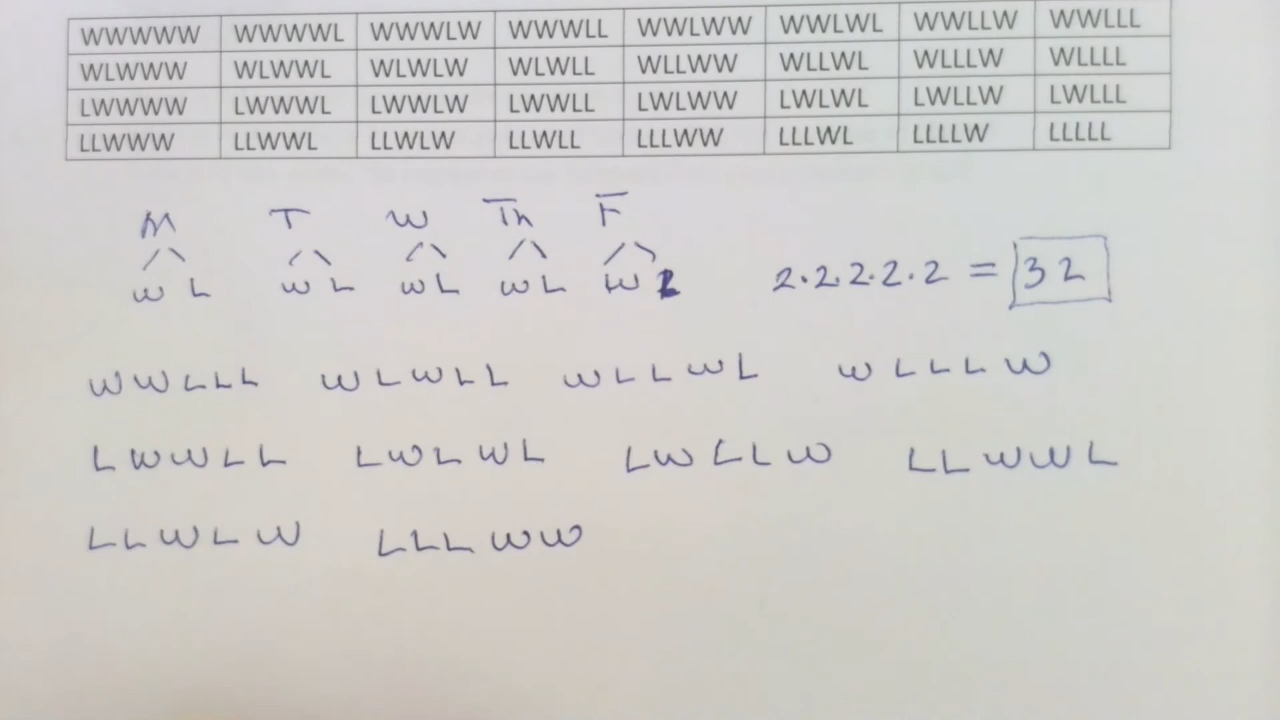 WWWWW WWWWL WWWLW WWWLL WWLWW WWLWL WWLLW WWLLL
WLWWW WLWWL WLWLW WLWLL WLLWW WLLWL WLLLW WLLLL
LWWWW LWWWL LWWLW LWWLL LWLWW LWLWL LWLLW LWLLL
LLWWW LLWWL LLWLW LLWLL LLLWW LLLWL LLLLW LLLLL
M T W Th F
W L W L W L W L W L 2·2·2·2·2 = 32
WWLLL WLWLL WLLWL WLLLW
LWWLL LWLWL LWLLW LLWWL
LLWLW LLLWW